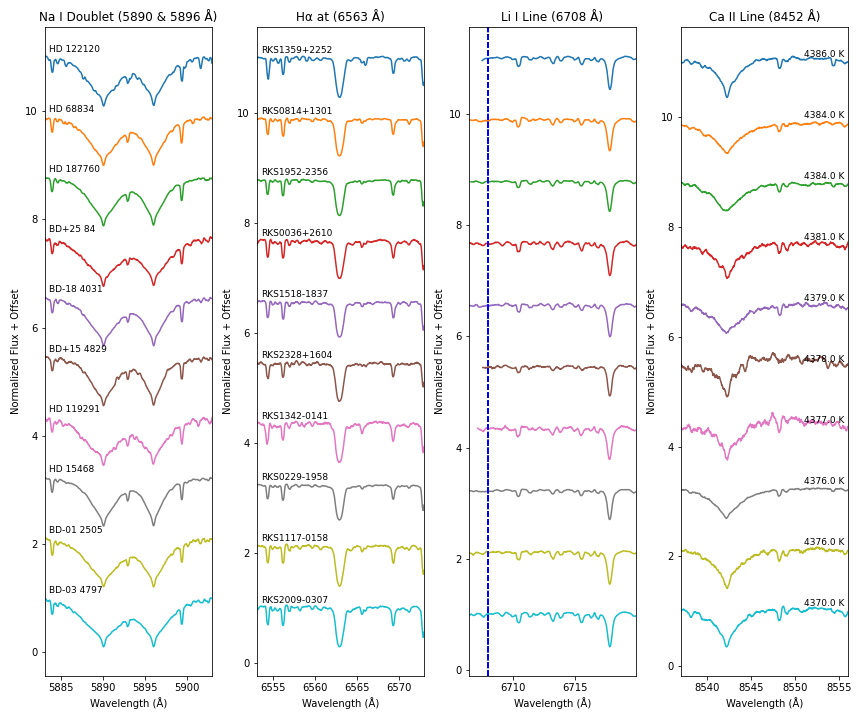 Na I Doublet (5890 & 5896 Å)
Hα at (6563 Å)
Li I Line (6708 Å)
Ca II Line (8452 Å)
HD 122120
HD 68834
HD 187760
BD+25 84
BD-18 4031
BD+15 4829
HD 119291
HD 15468
BD-01 2505
BD-03 4797
RKS1359+2252
RKS0814+1301
RKS1952-2356
RKS0036+2610
RKS1518-1837
RKS2328+1604
RKS1342-0141
RKS0229-1958
RKS1117-0158
RKS2009-0307
4386.0 K
4384.0 K
4384.0 K
4381.0 K
4379.0 K
4378.0 K
4377.0 K
4376.0 K
4376.0 K
4370.0 K
Normalized Flux + Offset
Normalized Flux + Offset
Normalized Flux + Offset
Normalized Flux + Offset
10
8
6
4
2
0
10
8
6
4
2
0
10
8
6
4
2
0
10
8
6
4
2
0
5885 5890 5895 5900
6555 6560 6565 6570
6710 6715
8540 8545 8550 8555
Wavelength (Å)
Wavelength (Å)
Wavelength (Å)
Wavelength (Å)